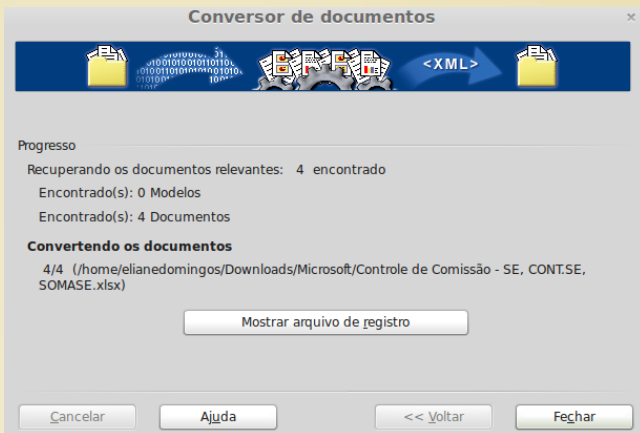 Conversor de documentos
<XML>
Progresso
Recuperando os documentos relevantes: 4 encontrado
Encontrado(s): 0 Modelos
Encontrado(s): 4 Documentos
Convertendo os documentos
4/4 (/home/elianedomingos/Downloads/Microsoft/Controle de Comissão - SE, CONT.SE,
SOMASE.xlsx)
Mostrar arquivo de registro
Cancelar
Ajuda
<< Voltar
Fechar